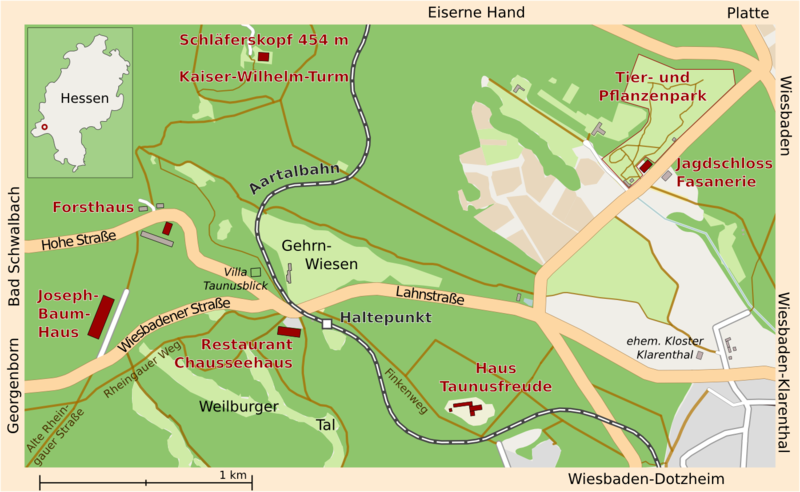 Eiserne Hand
Platte
Schläferskopf 454 m
Kaiser-Wilhelm-Turm
Hessen
Tier- und
Pflanzenpark
Wiesbaden
Jagdschloss
Fasanerie
Aartalbahn
Forsthaus
Bad Schwalbach
Hohe Straße
Gehrn-
Wiesen
Villa
Taunusblick
Joseph-
Baum-
Haus
Wiesbadener Straße
Lahnstraße
Haltepunkt
Wiesbaden-Klarenthal
Restaurant
Chausseehaus
ehem. Kloster
Klarenthal
Georgenborn
Rheingauer Weg
Finkenweg
Haus
Taunusfreude
Weilburger
Tal
Alte Rhein-
gauer Straße
1 km
Wiesbaden-Dotzheim